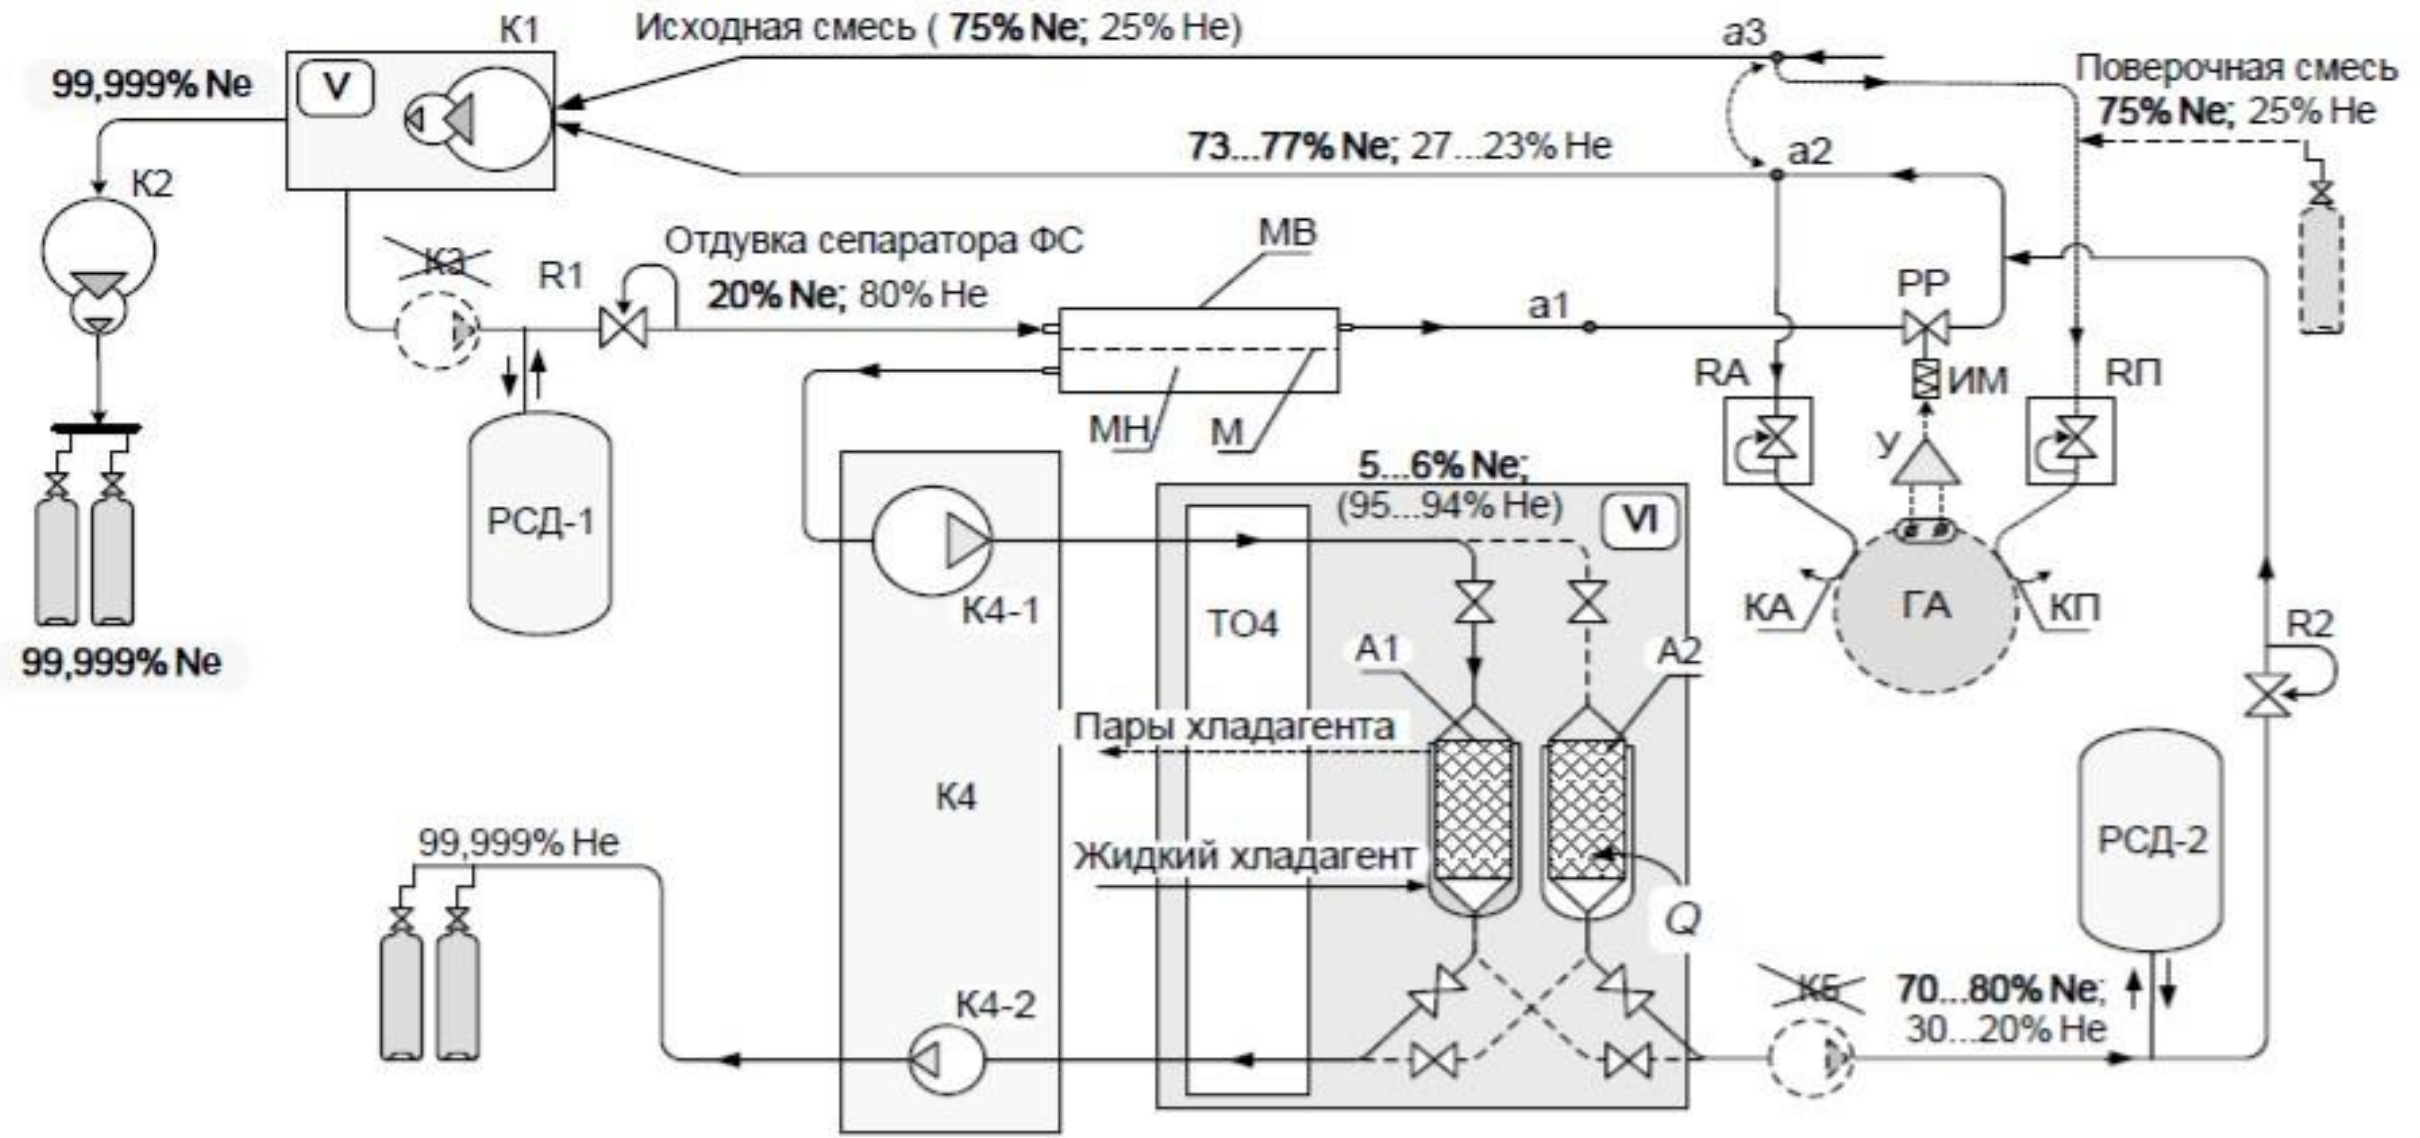 К1
Исходная смесь ( 75% Ne; 25% He)
а3
Поверочная смесь
75% Ne; 25% He
99,999% Ne
V
73...77% Ne; 27...23% He
а2
К2
К3
R1
Отдувка сепаратора ФС
20% Ne; 80% He
МВ
а1
РР
МН
М
RА
ИМ
RП
У
РСД-1
5...6% Ne;
(95...94% He)
VI
К4-1
ТО4
КА
ГА
КП
R2
А1
А2
99,999% Ne
Пары хладагента
К4
Жидкий хладагент
99,999% He
Q
РСД-2
К4-2
К5
70...80% Ne;
30...20% He